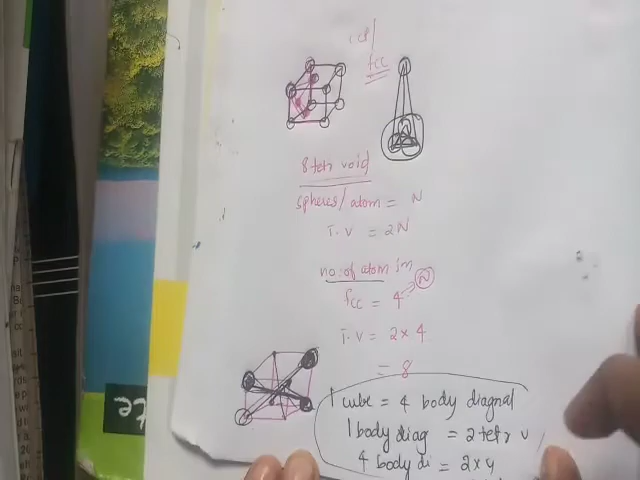 ccp/
fcc
8 tetr void
spheres/atom = N
T.V = 2N
no. of atom in
fcc = 4 → N
T.V = 2×4
= 8
1 cube = 4 body diagnal
1 body diag = 2 tetr v
4 body di = 2×4
te